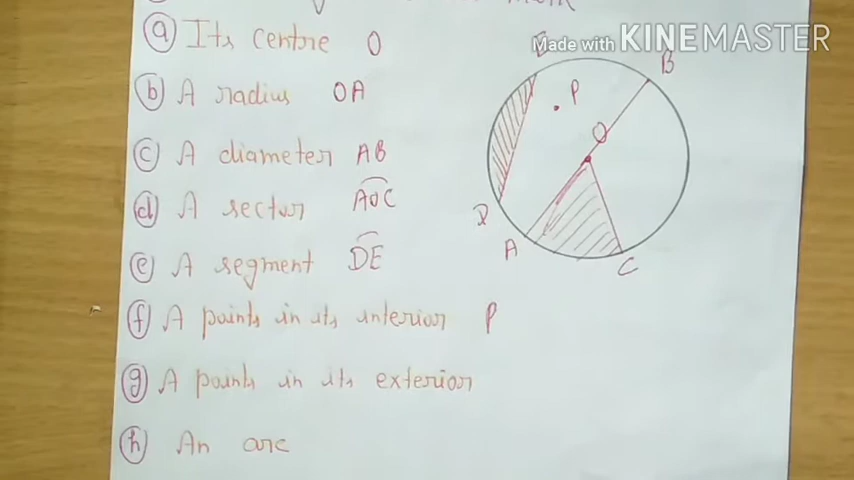 ⓐ Its centre O
ⓑ A radius OA
ⓒ A diameter AB
ⓓ A sector AOC
ⓔ A segment DE
ⓕ A points in its interior P
ⓖ A points in its exterior
ⓗ An arc
Made with KINEMASTER
E
B
P
O
D
A
C